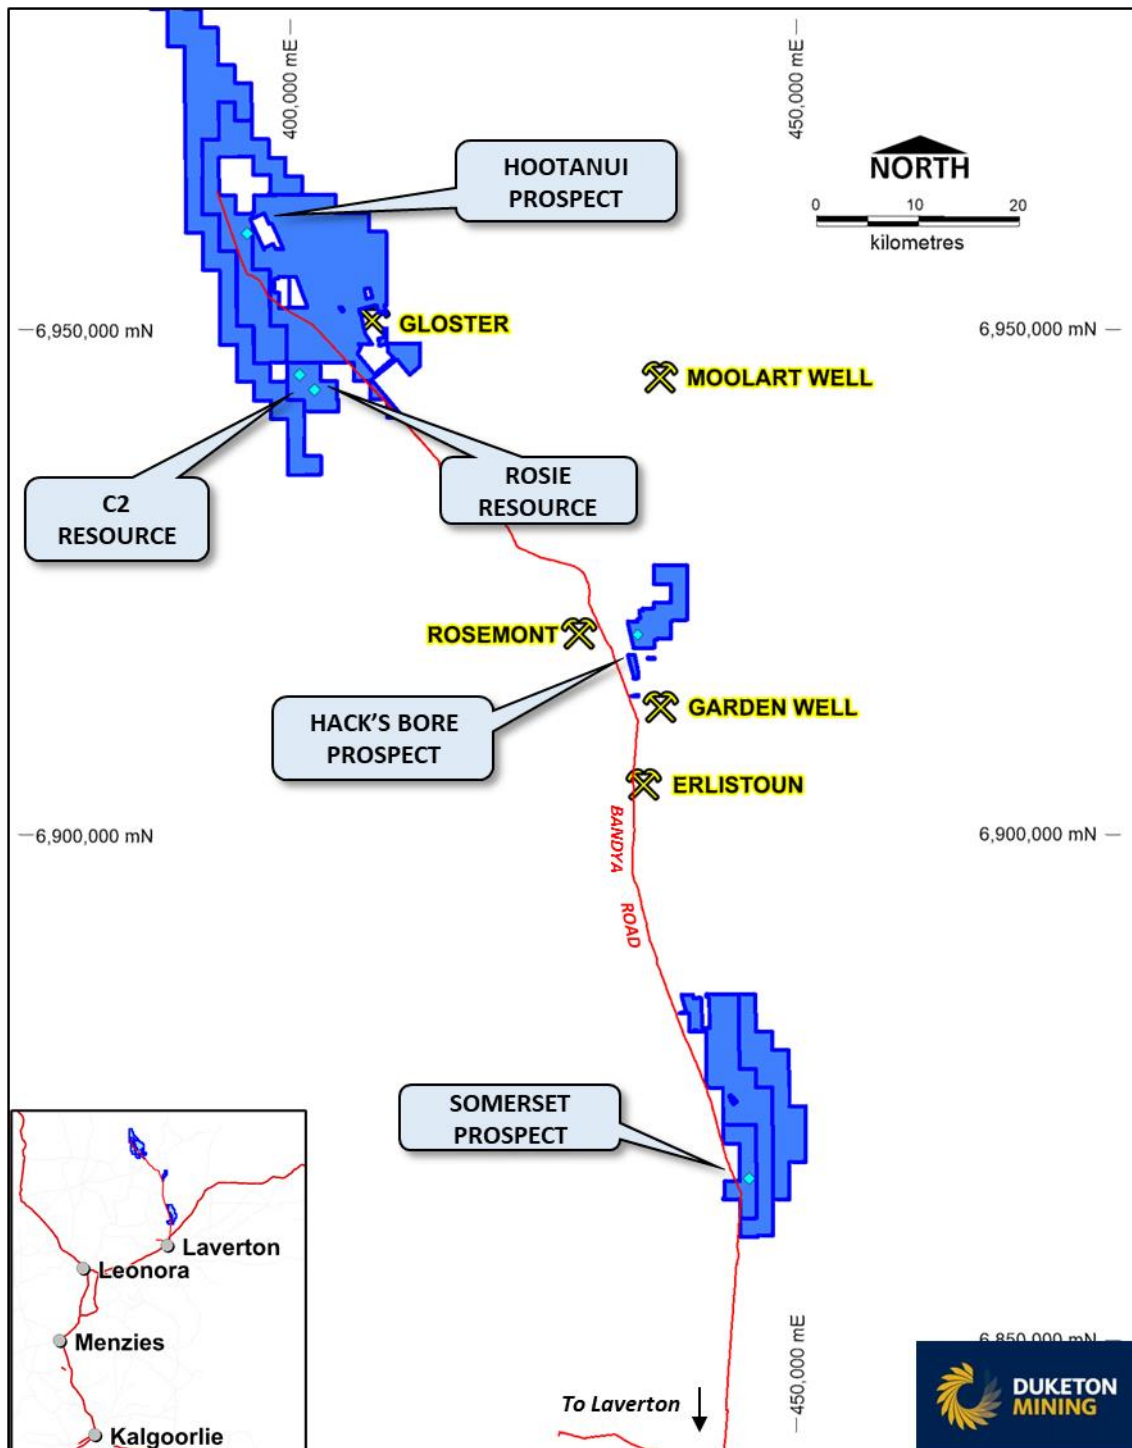 400,000 mE
450,000 mE
HOOTANUI
PROSPECT
NORTH
0 10 20
kilometres
6,950,000 mN
GLOSTER
6,950,000 mN
MOOLART WELL
C2
RESOURCE
ROSIE
RESOURCE
ROSEMONT
HACK'S BORE
PROSPECT
GARDEN WELL
ERLISTOUN
6,900,000 mN
6,900,000 mN
BANDYA
ROAD
SOMERSET
PROSPECT
Laverton
Leonora
Menzies
Kalgoorlie
450,000 mE
6,850,000 mN
To Laverton
DUKETON
MINING